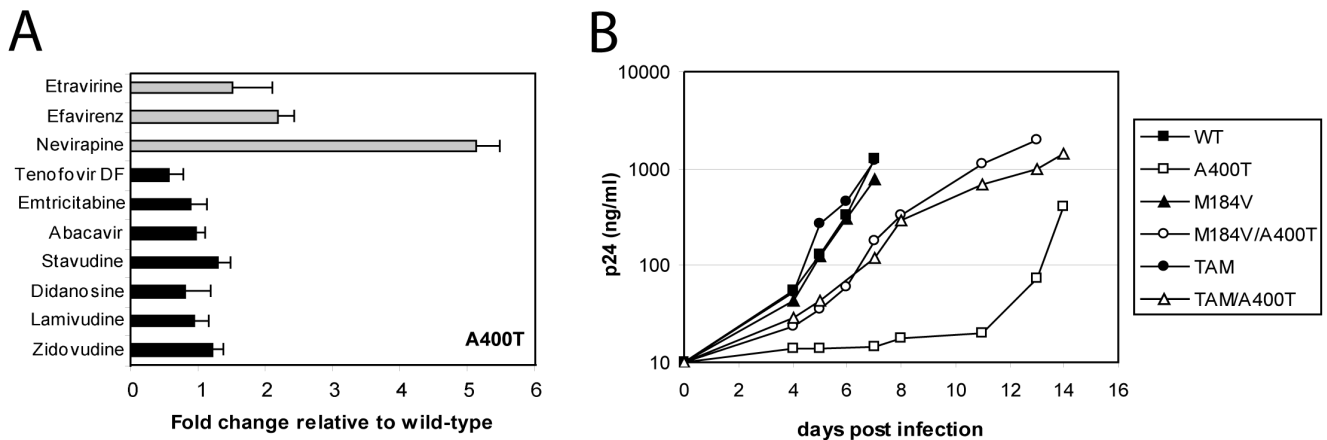 A
Etravirine
Efavirenz
Nevirapine
Tenofovir DF
Emtricitabine
Abacavir
Stavudine
Didanosine
Lamivudine
Zidovudine
A400T
0 1 2 3 4 5 6
Fold change relative to wild-type
B
10000
1000
100
10
p24 (ng/ml)
0 2 4 6 8 10 12 14 16
days post infection
WT
A400T
M184V
M184V/A400T
TAM
TAM/A400T